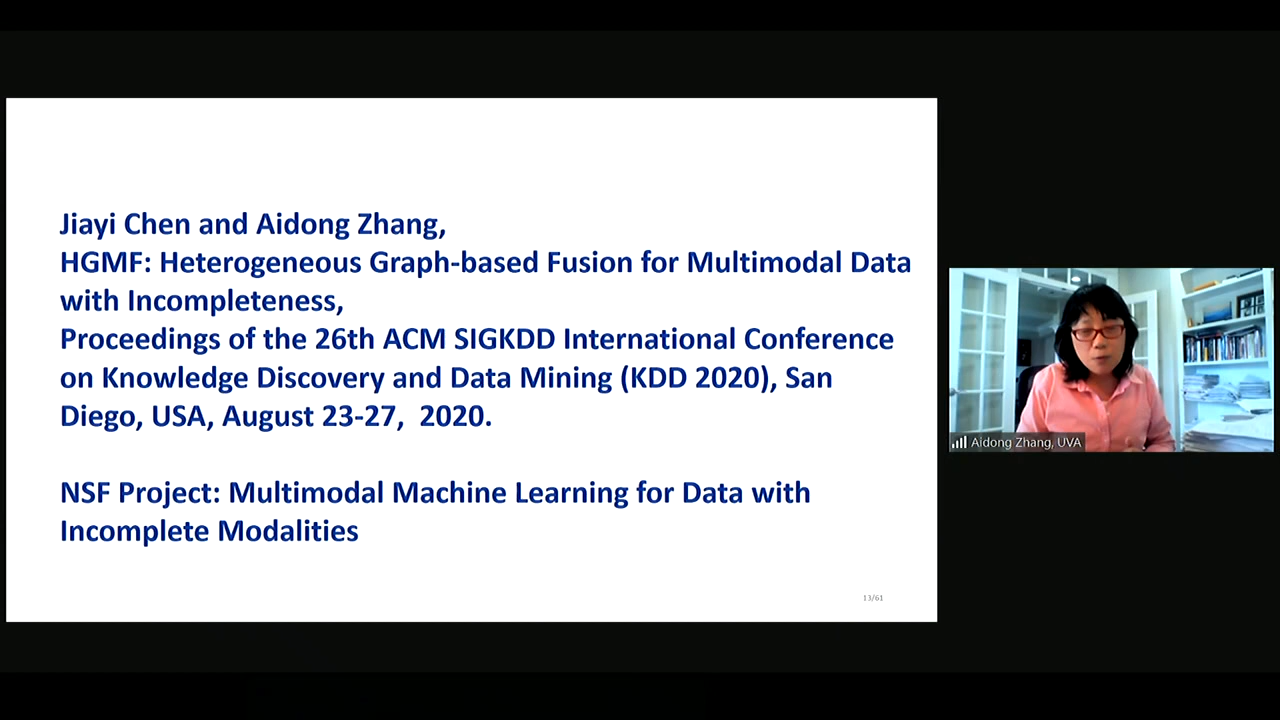 Jiayi Chen and Aidong Zhang,
HGMF: Heterogeneous Graph-based Fusion for Multimodal Data
with Incompleteness,
Proceedings of the 26th ACM SIGKDD International Conference
on Knowledge Discovery and Data Mining (KDD 2020), San
Diego, USA, August 23-27,  2020.
NSF Project: Multimodal Machine Learning for Data with
Incomplete Modalities
13/61
Aidong Zhang, UVA